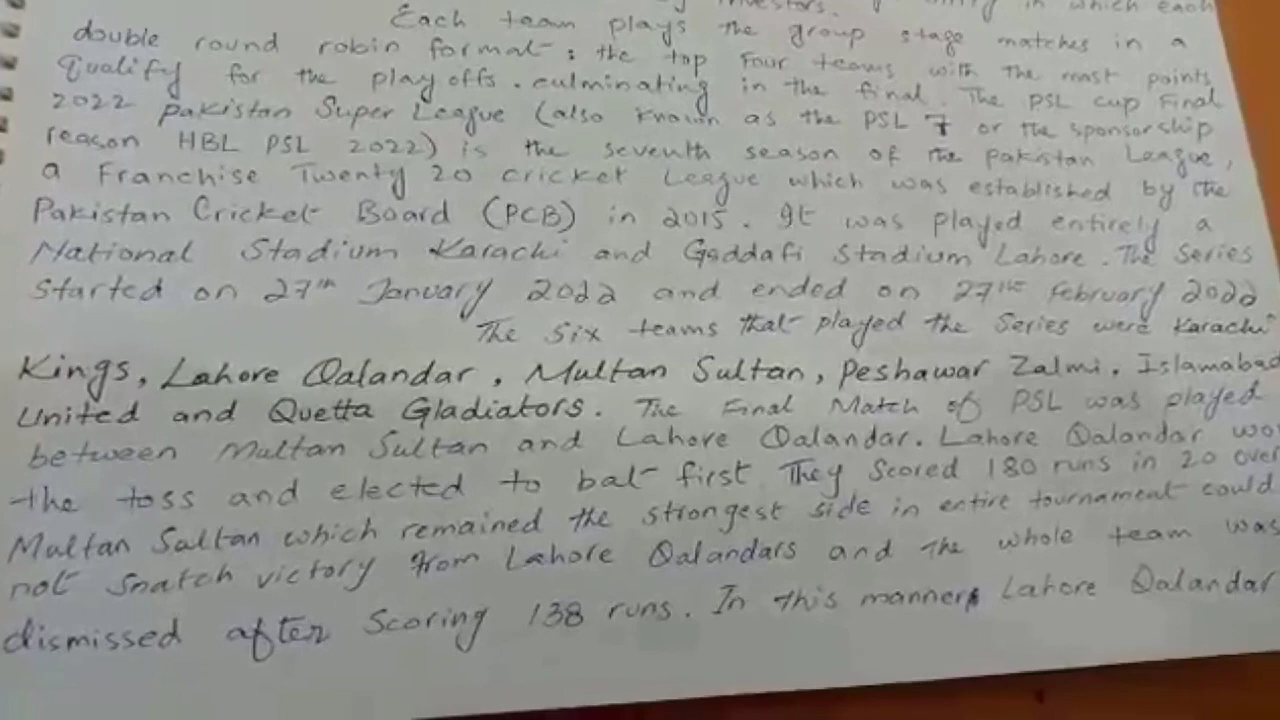 investors. in which each
Each team plays the group stage matches in a
double round robin format; the top Four teams with the most points
Qualify for the play offs. culminating in the final. The PSL cup Final
2022 pakistan Super League (also known as the PSL 7 or the sponsorship
reason HBL PSL 2022) is the seventh season of the pakistan League,
a Franchise Twenty 20 cricket League which was established by the
Pakistan Cricket Board (PCB) in 2015. It was played entirely a
National Stadium Karachi and Gaddafi Stadium Lahore. The Series
Started on 27th January 2022 and ended on 27th February 2022
The Six teams that played the Series were Karachi
Kings, Lahore Qalandar, Multan Sultan, Peshawar Zalmi, Islamabad
United and Quetta Gladiators. The Final Match of PSL was played
between Multan Sultan and Lahore Qalandar. Lahore Qalandar wo
the toss and elected to bat first They Scored 180 runs in 20 over
Multan Sultan which remained the strongest side in entire tournament could
not Snatch victory from Lahore Qalandars and the whole team was
dismissed after Scoring 138 runs. In this manner Lahore Qalandar